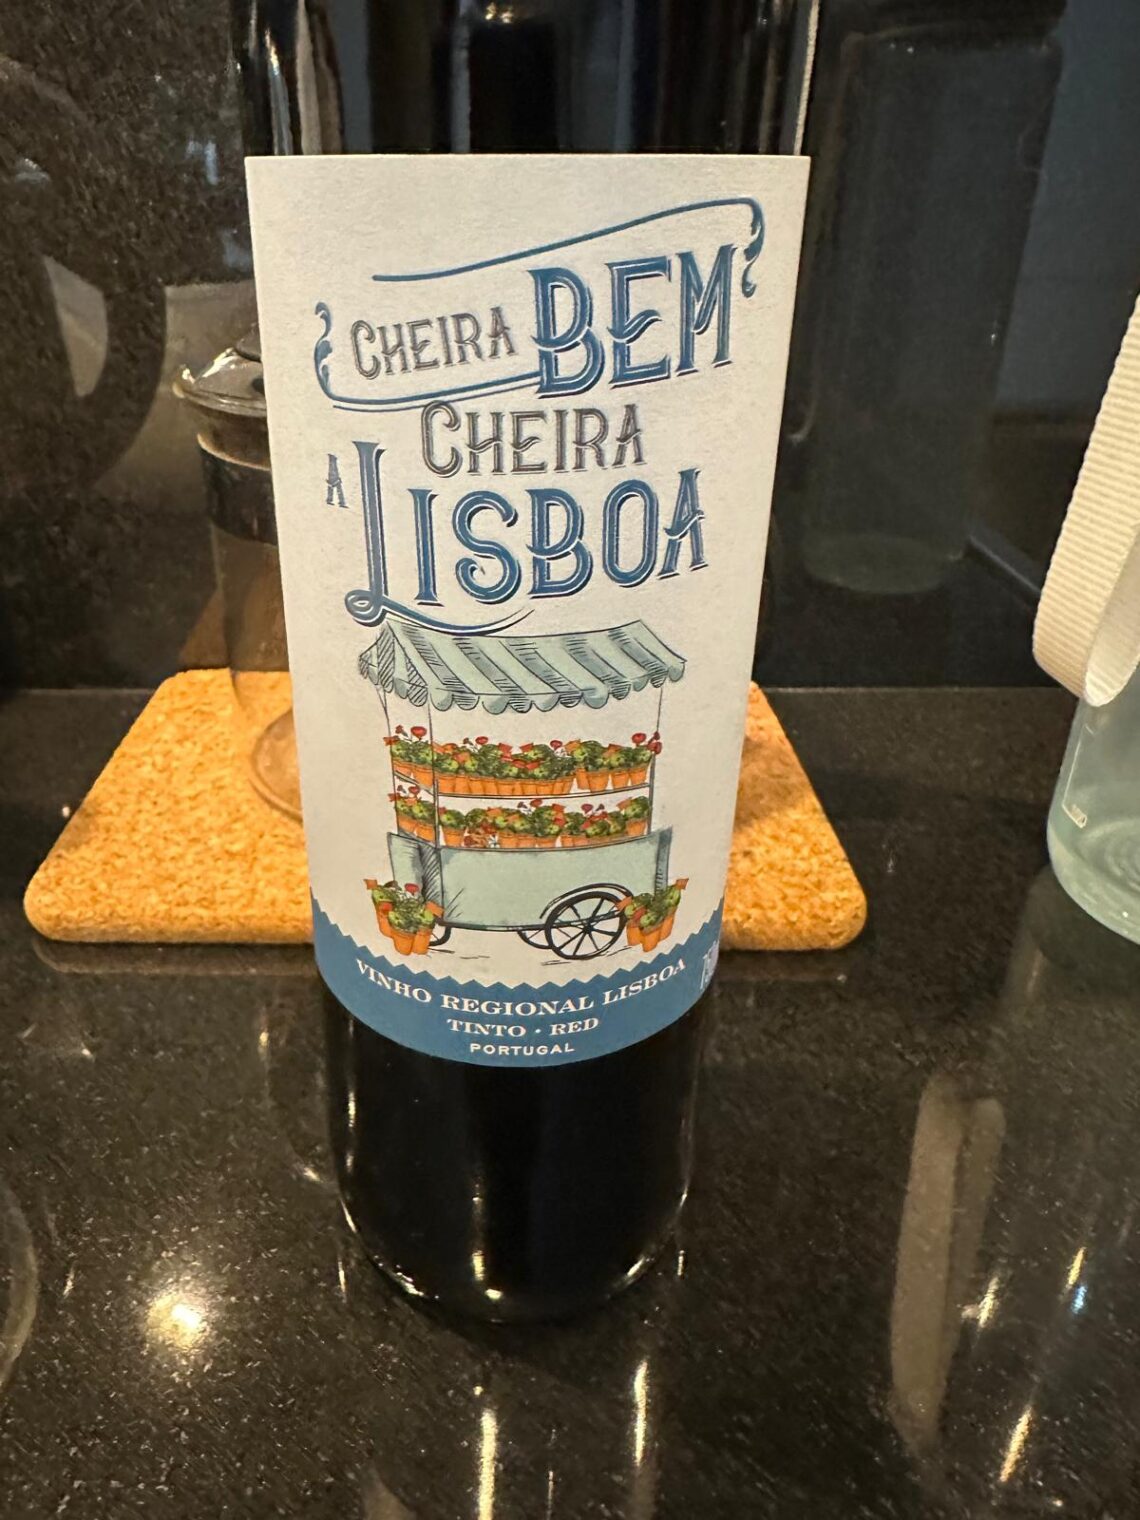 CHEIRA BEM
CHEIRA
A LISBOA
VINHO REGIONAL LISBOA
TINTO · RED
PORTUGAL